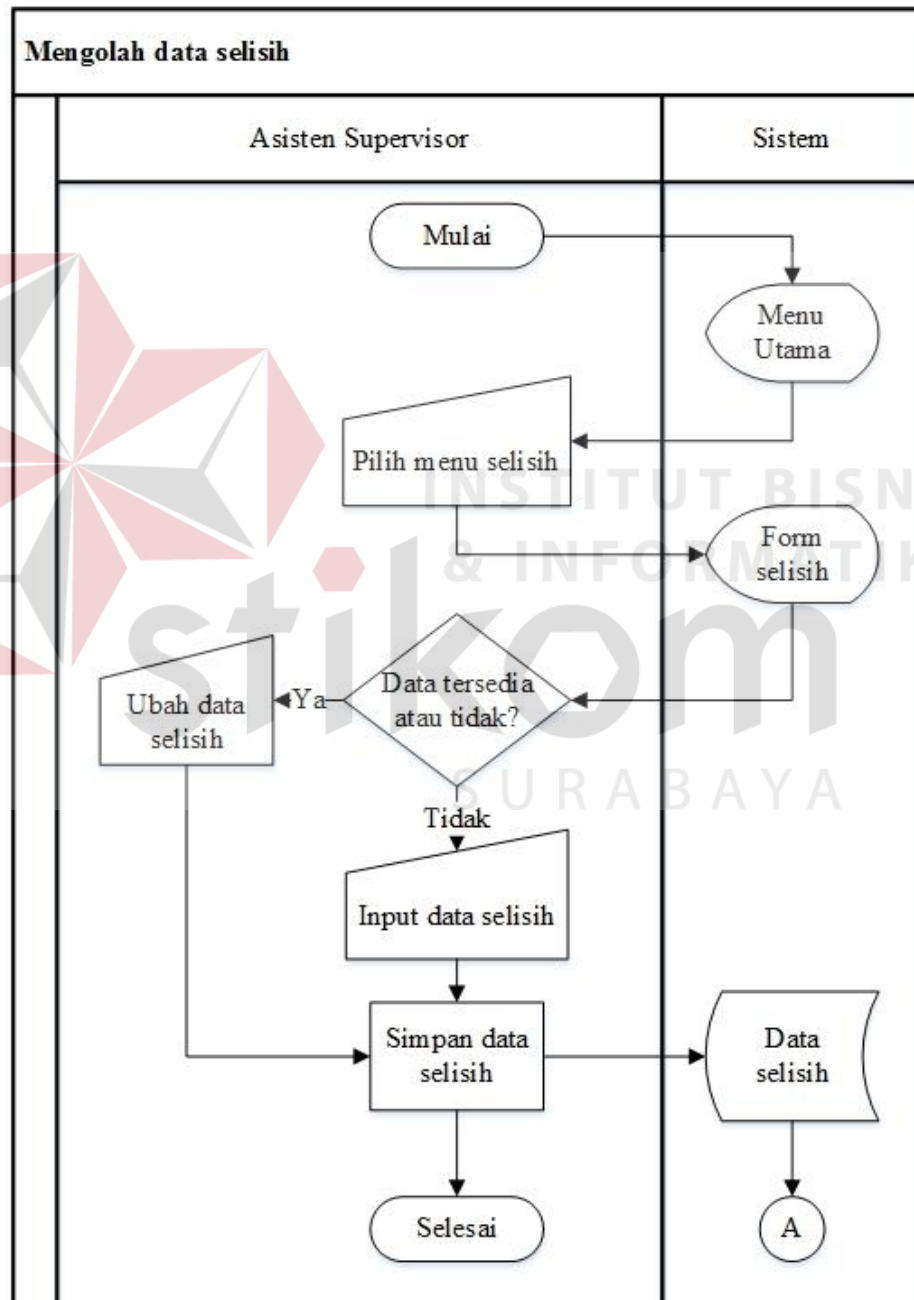 Mengolah data selisih
Asisten Supervisor
Sistem
Mulai
Menu
Utama
Pilih menu selisih
INSTITUT BISN
& INFORMATIK
Form
selisih
stikom
Data tersedia
atau tidak?
Ya
Ubah data
selisih
SURABAYA
Tidak
Input data selisih
Simpan data
selisih
Data
selisih
Selesai
A